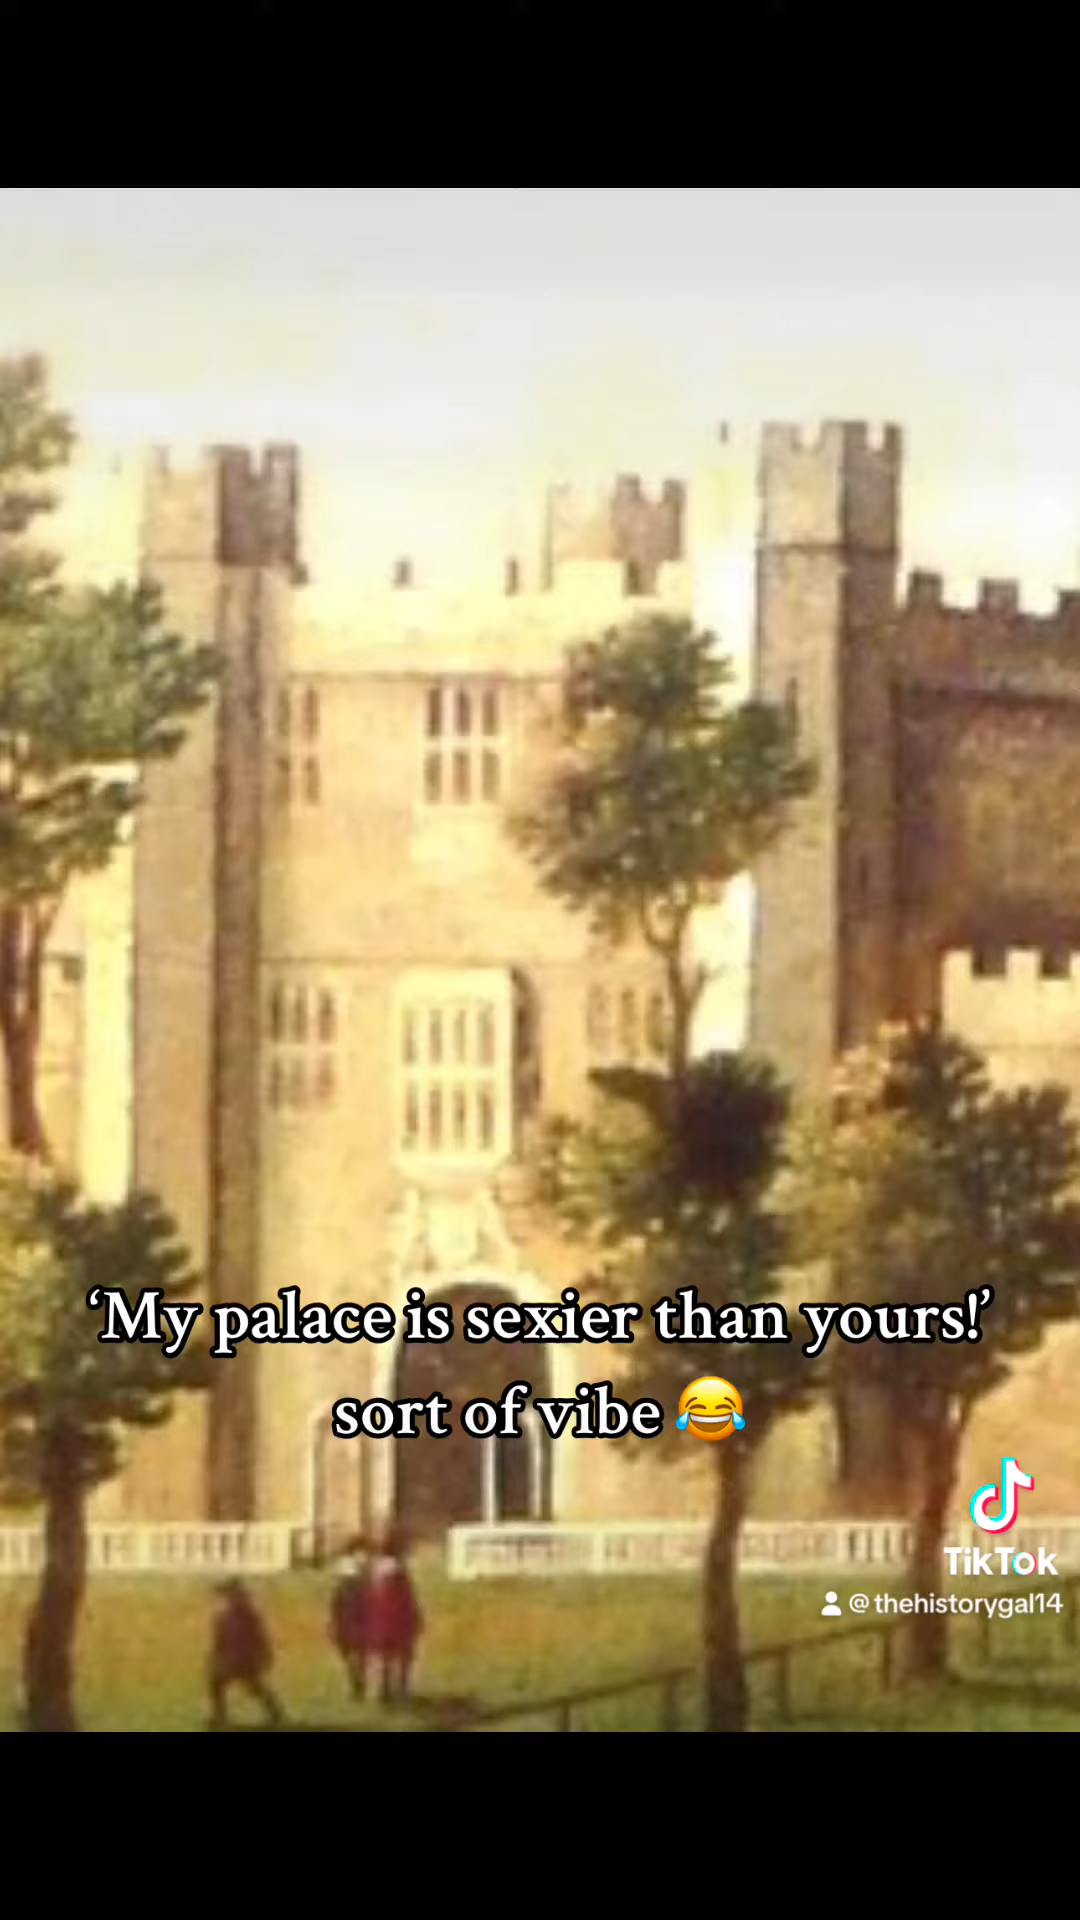 ‘My palace is sexier than yours!’
sort of vibe 😂
TikTok
@thehistorygal14